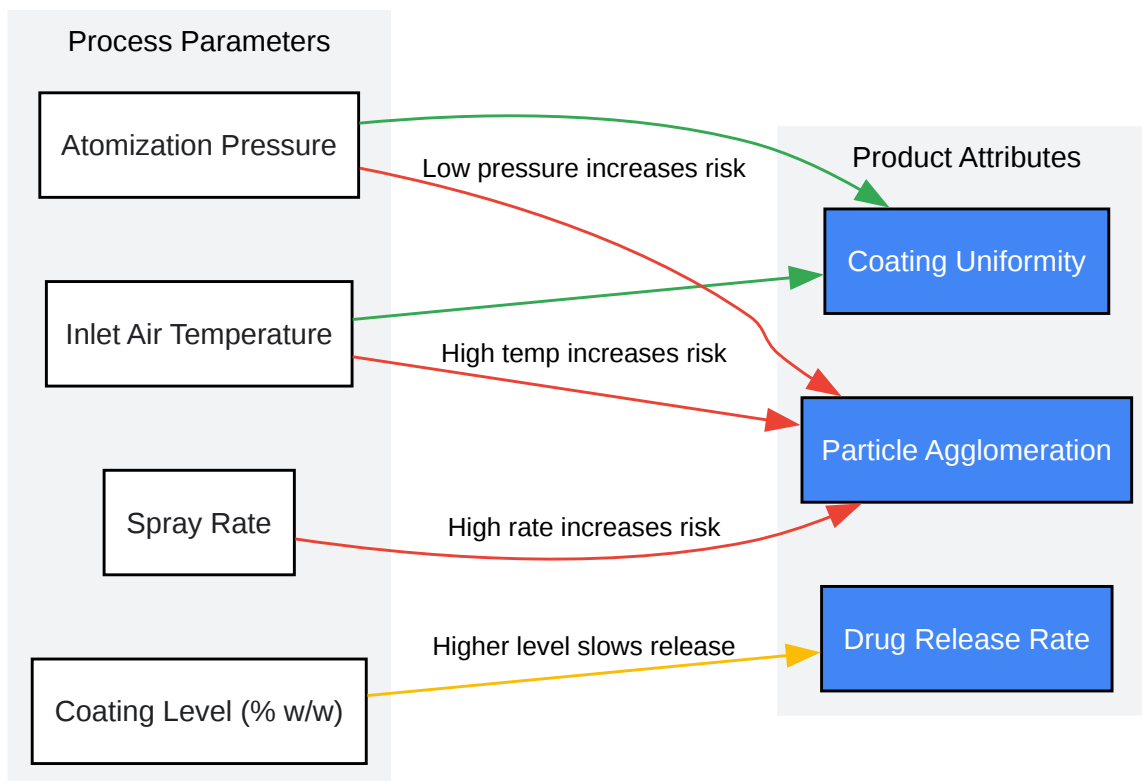 Process Parameters
Atomization Pressure
Low pressure increases risk
Product Attributes
Coating Uniformity
Inlet Air Temperature
High temp increases risk
Particle Agglomeration
Spray Rate
High rate increases risk
Higher level slows release
Drug Release Rate
Coating Level (% w/w)